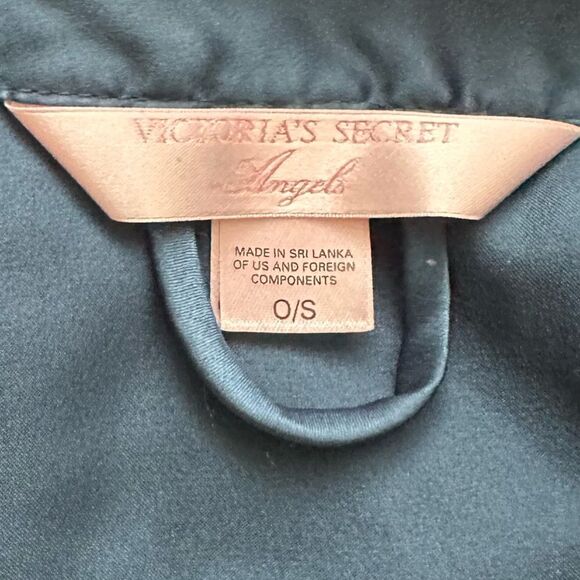 VICTORIA'S SECRET
Angels
MADE IN SRI LANKA
OF US AND FOREIGN
COMPONENTS
O/S